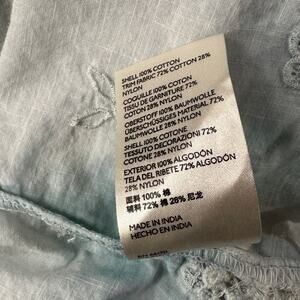 SHELL 100% COTTON
TRIM FABRIC 72% COTTON 28%
NYLON
COQUILLE 100% COTON
TISSU DE GARNITURE 72%
COTON 28% NYLON
OBERSTOFF 100% BAUMWOLLE
ÜBERSCHÜSSIGES MATERIAL 72%
BAUMWOLLE 28% NYLON
SHELL 100% COTONE
TESSUTO DECORAZIONI 72%
COTONE 28% NYLON
EXTERIOR 100% ALGODÓN
TELA DEL RIBETE 72% ALGODÓN
28% NYLON
面料 100% 棉
辅料 72% 棉 28% 尼龙
MADE IN INDIA
HECHO EN INDIA